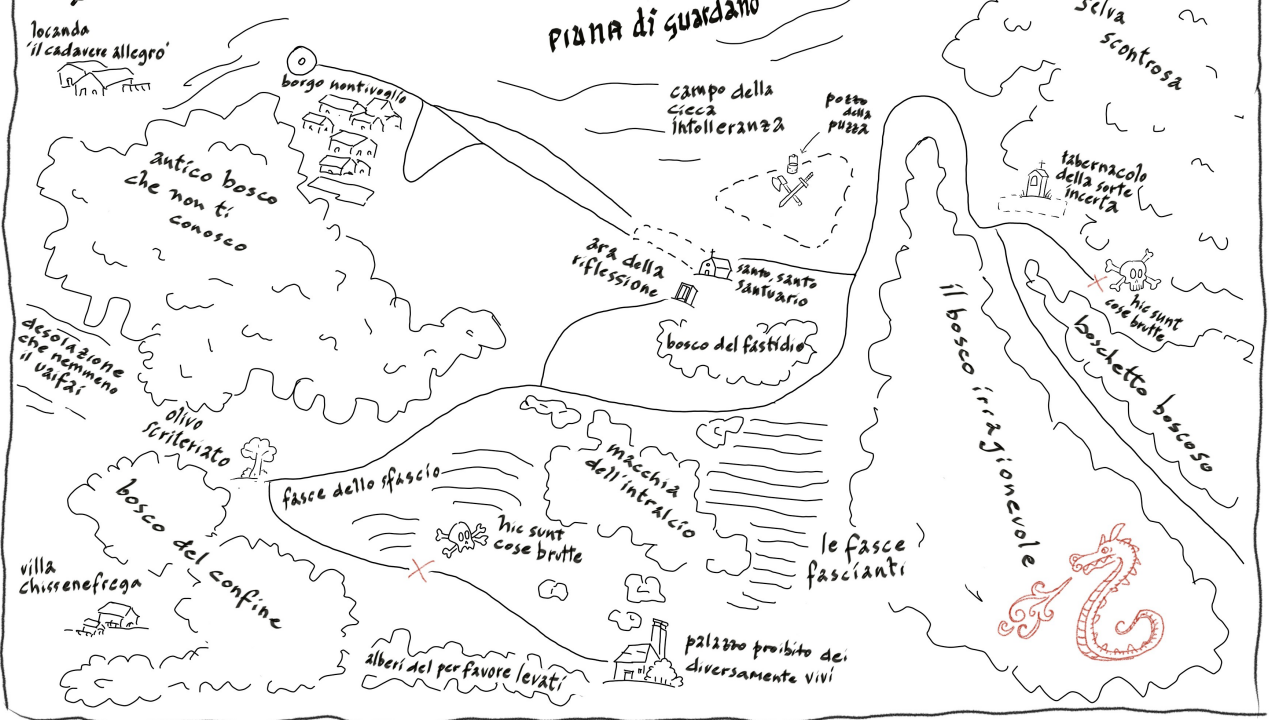 piana di guardano
selva
scontrosa
locanda
'il cadavere allegro'
borgo nontivoglio
campo della
cieca
intolleranza
pozzo
della
puzza
tabernacolo
della sorte
incerta
antico bosco
che non ti
conosco
ara della
riflessione
santo, santo
santuario
hic sunt
cose brutte
bosco del fastidio
il bosco irragionevole
boschetto boscoso
desolazione
che nemmeno
il vaifai
olivo
scriteriato
fasce dello sfascio
macchia
dell'intralcio
bosco del confine
hic sunt
cose brutte
le fasce
fascianti
villa
chissenefrega
alberi del per favore levati
palazzo proibito dei
diversamente vivi